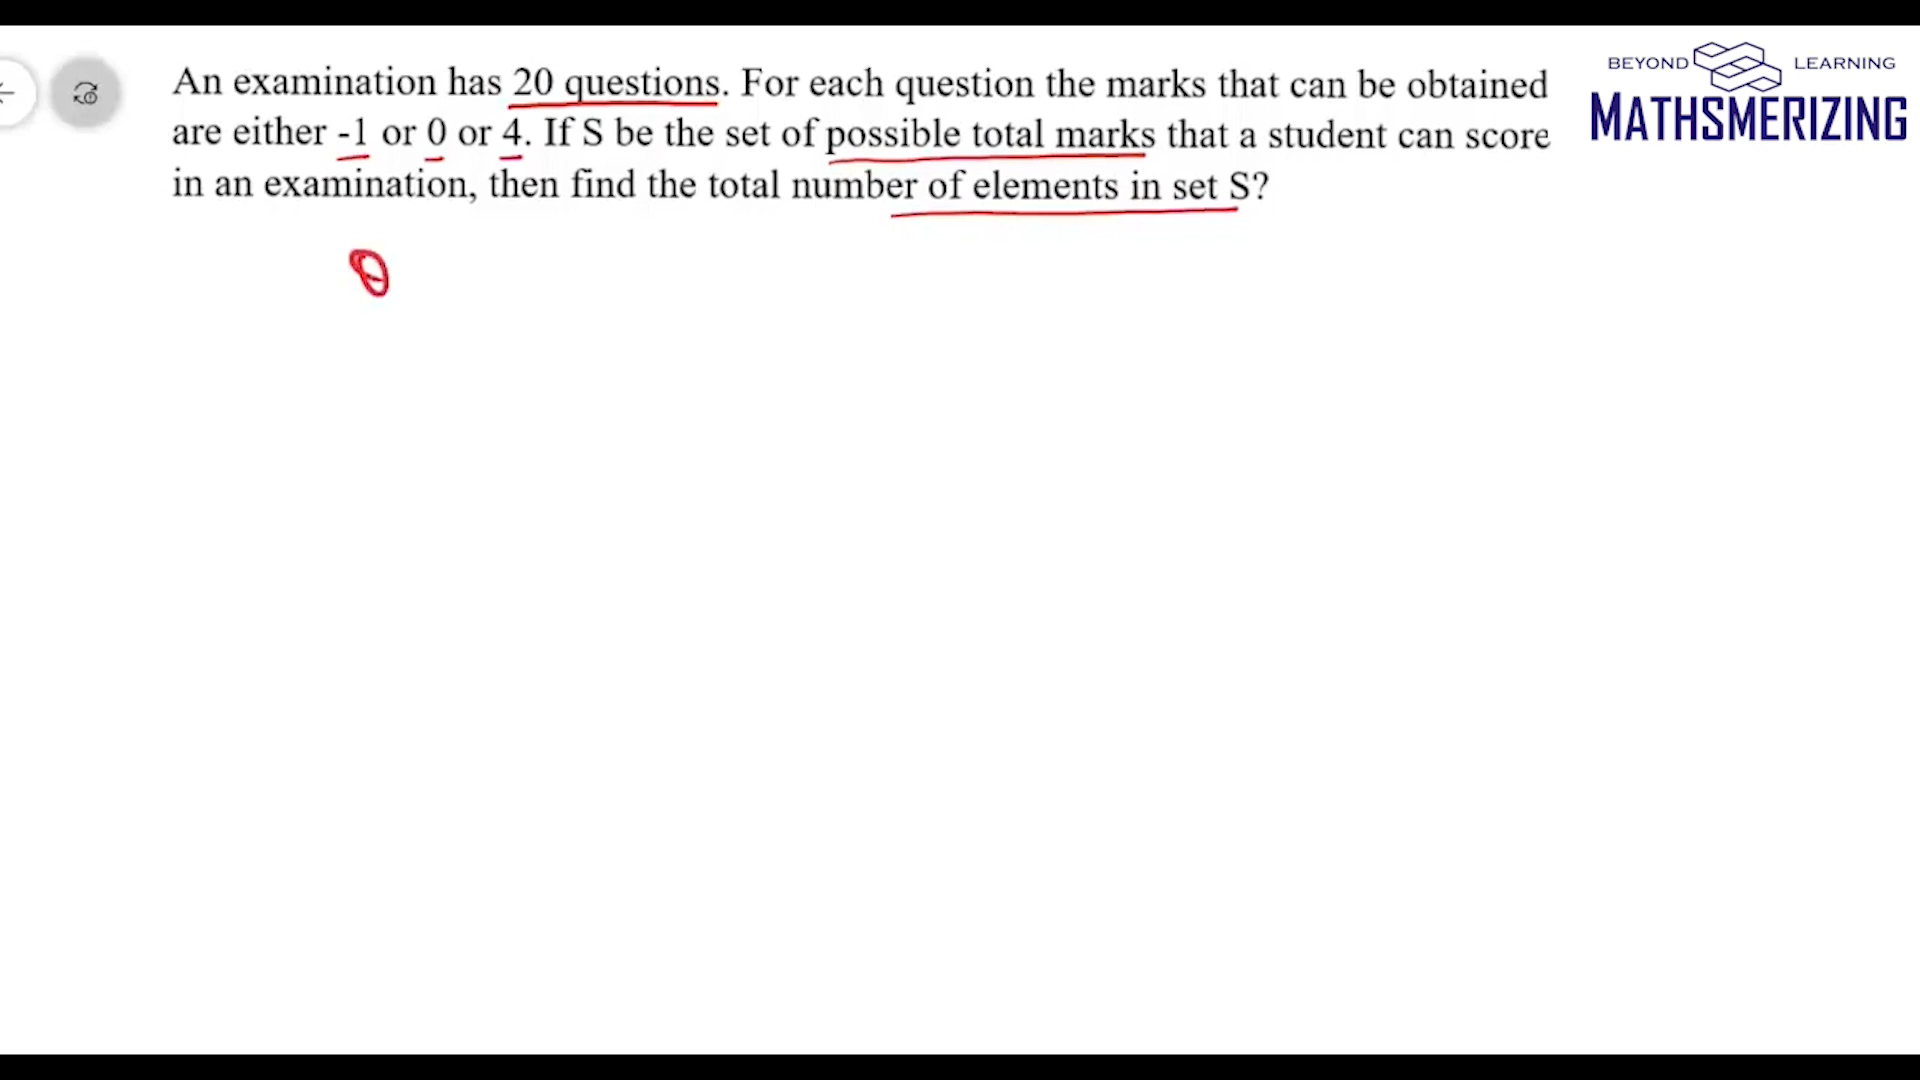 An examination has 20 questions. For each question the marks that can be obtained
are either -1 or 0 or 4. If S be the set of possible total marks that a student can score
in an examination, then find the total number of elements in set S?
BEYOND LEARNING
MATHSMERIZING